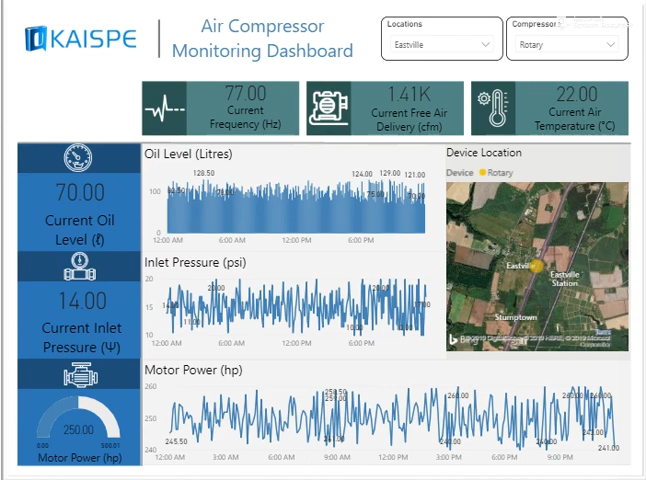 KAISPE
Air Compressor
Monitoring Dashboard
Locations
Eastville
Compressor
Rotary
77.00
Current
Frequency (Hz)
1.41K
Current Free Air
Delivery (cfm)
22.00
Current Air
Temperature (°C)
70.00
Current Oil
Level (ℓ)
14.00
Current Inlet
Pressure (Ψ)
250.00
0.00
500.01
Motor Power (hp)
Oil Level (Litres)
128.50
124.00
129.00
121.00
100
0
12:00 AM
6:00 AM
12:00 PM
6:00 PM
Inlet Pressure (psi)
20
15
10
12:00 AM
6:00 AM
12:00 PM
6:00 PM
Motor Power (hp)
260
250
240
245.50
260.00
240.00
241.00
12:00 AM
3:00 AM
6:00 AM
9:00 AM
12:00 PM
3:00 PM
6:00 PM
9:00 PM
Device Location
Device
Rotary
Eastville
Eastville
Station
Stumptown